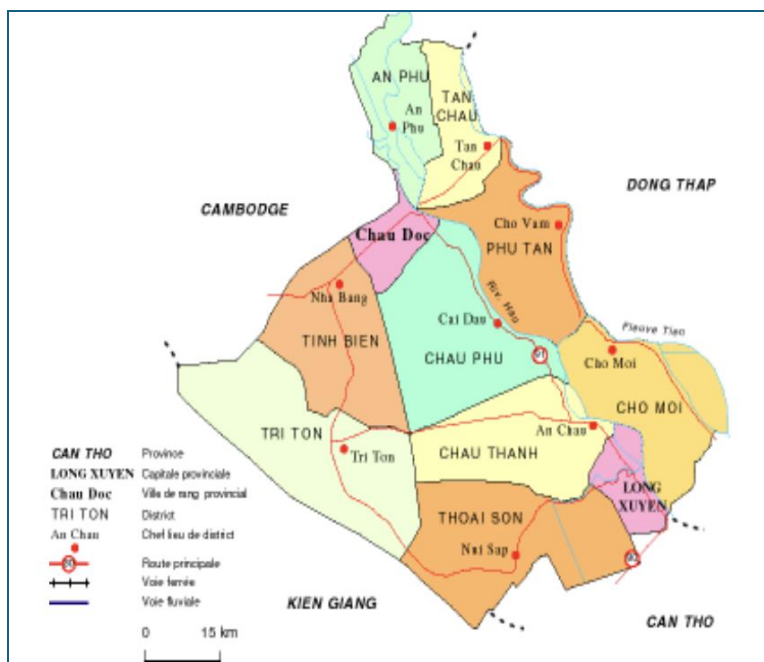 AN PHU
An
Phu
TAN
CHAU
Tan
Chau
DONG THAP
CAMBODGE
Chau Doc
Cho Vam
PHU TAN
Nha Bang
Riv. Hau
Cai Dau
TINH BIEN
CHAU PHU
91
Fleuve Tien
Cho Moi
CHO MOI
TRI TON
Tri Ton
An Chau
CHAU THANH
LONG
XUYEN
THOAI SON
Nui Sap
KIEN GIANG
CAN THO
CAN THO Province
LONG XUYEN Capitale provinciale
Chau Doc Ville de rang provincial
TRI TON District
An Chau Chef lieu de district
Route principale
Voie ferrée
Voie fluviale
0 15 km